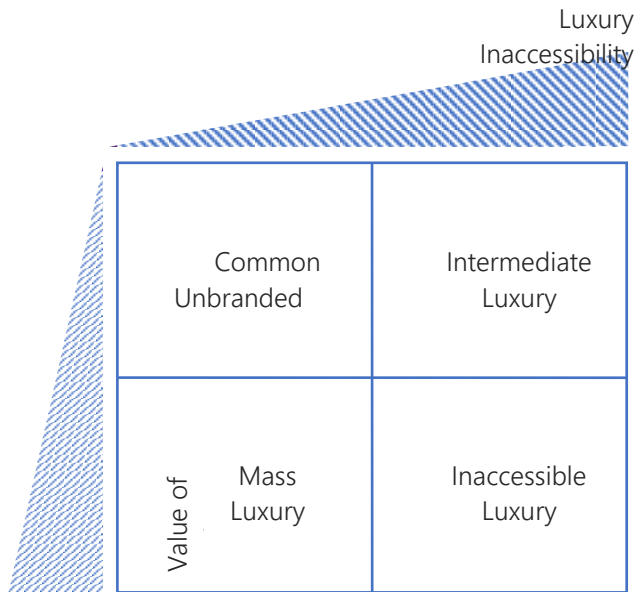 Luxury
Inaccessibility
Common
Unbranded
Intermediate
Luxury
Value of
Mass
Luxury
Inaccessible
Luxury